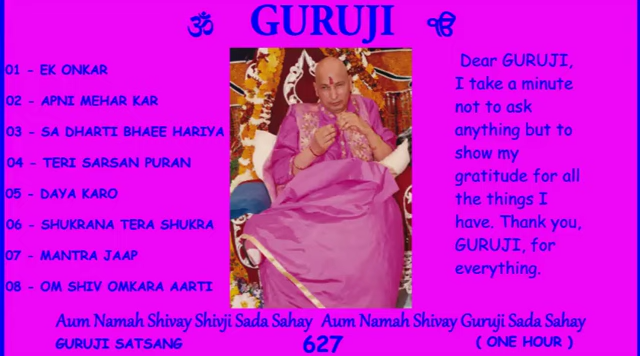 ॐ GURUJI ੴ
01 - EK ONKAR
02 - APNI MEHAR KAR
03 - SA DHARTI BHAEE HARIYA
04 - TERI SARSAN PURAN
05 - DAYA KARO
06 - SHUKRANA TERA SHUKRA
07 - MANTRA JAAP
08 - OM SHIV OMKARA AARTI
Dear GURUJI,
I take a minute
not to ask
anything but to
show my
gratitude for all
the things I
have. Thank you,
GURUJI, for
everything.
Aum Namah Shivay Shivji Sada Sahay Aum Namah Shivay Guruji Sada Sahay
GURUJI SATSANG 627 ( ONE HOUR )